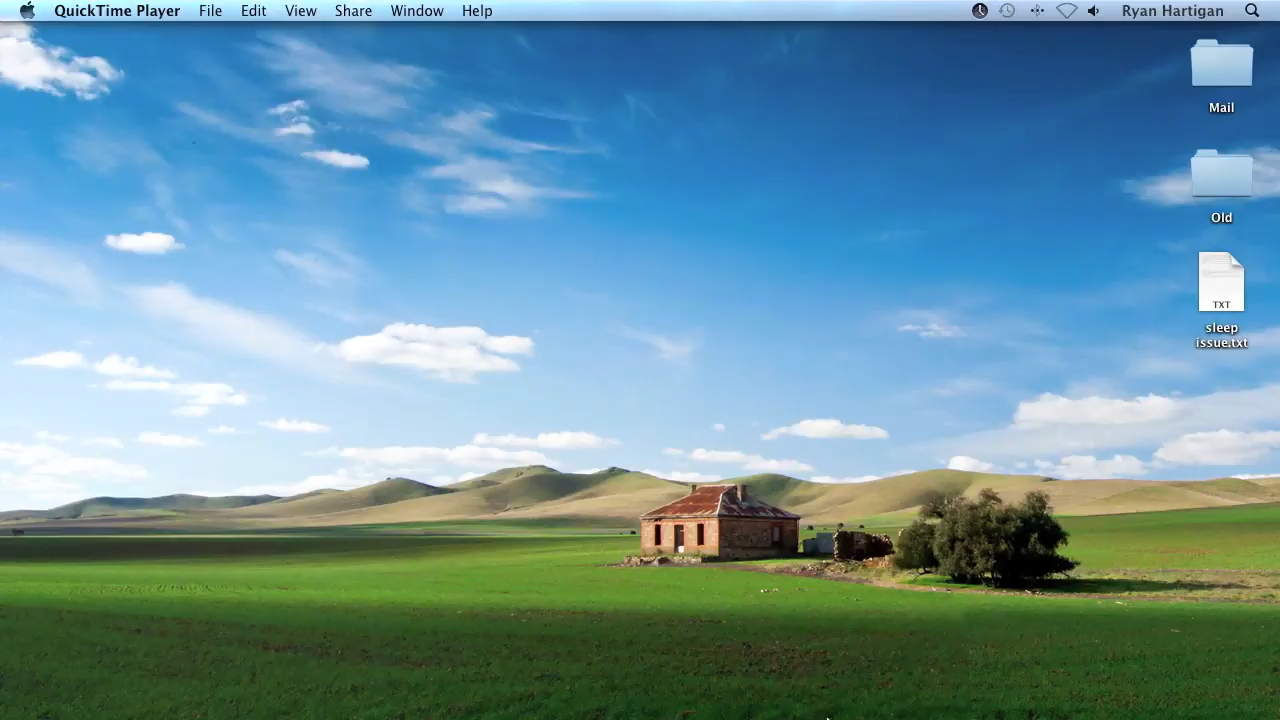 QuickTime Player File Edit View Share Window Help Ryan Hartigan
Mail
Old
TXT
sleep
issue.txt